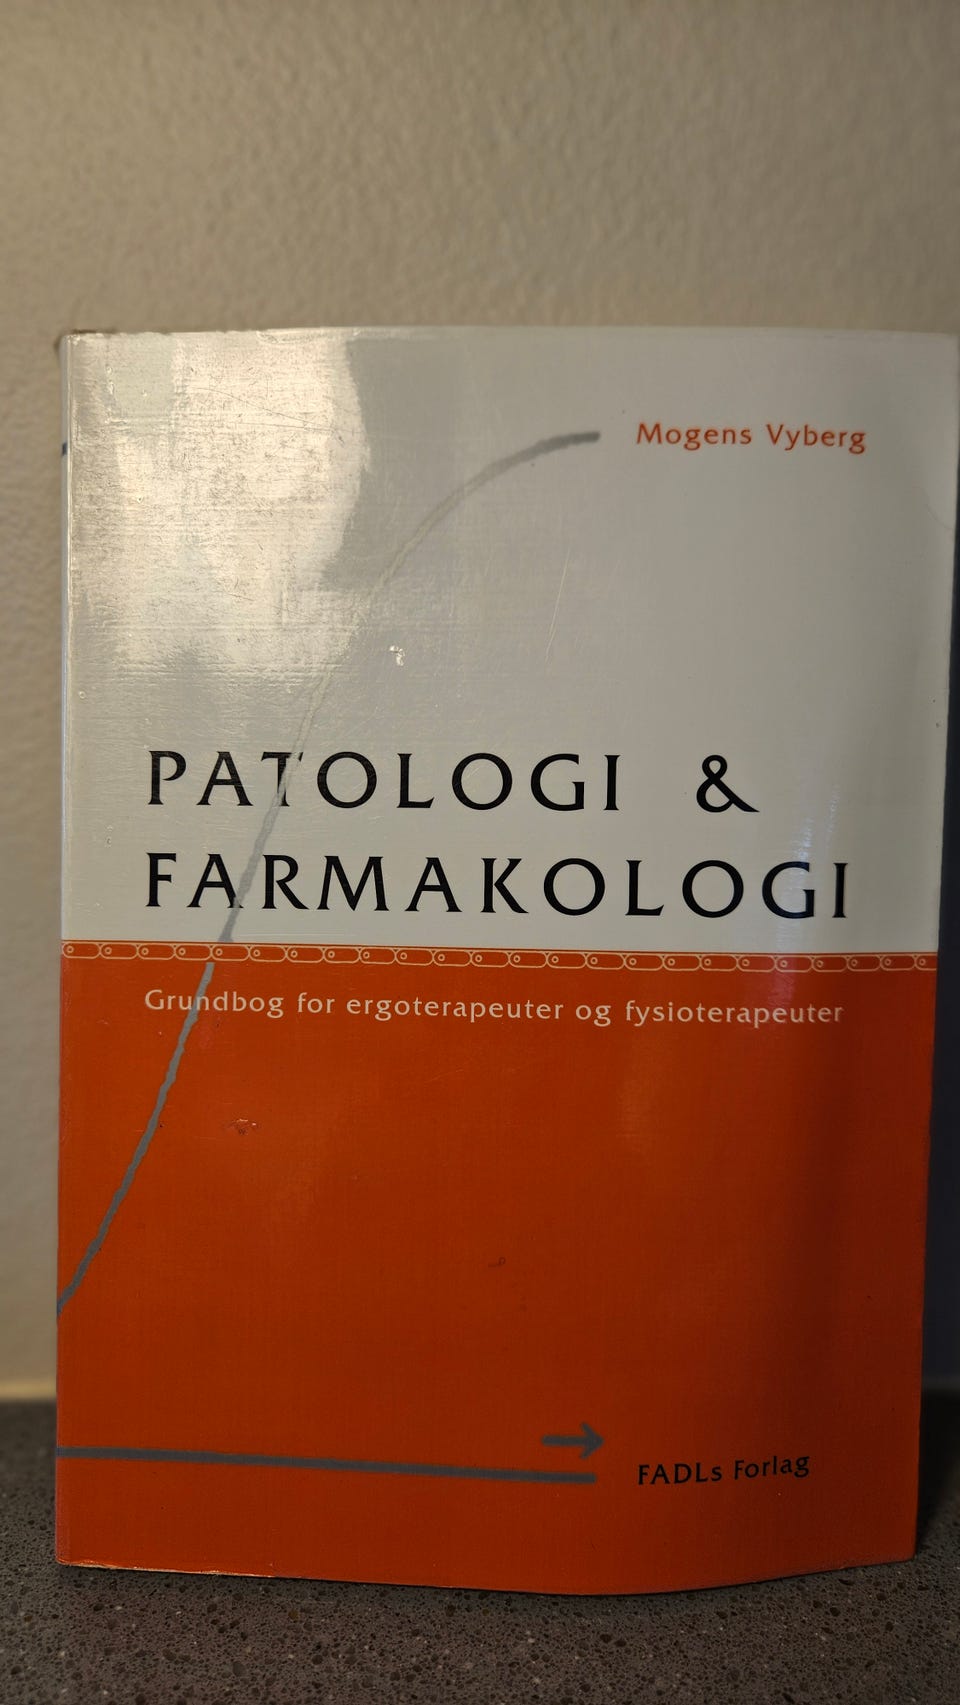 Mogens Vyberg
PATOLOGI &
FARMAKOLOGI
Grundbog for ergoterapeuter og fysioterapeuter
FADLs Forlag